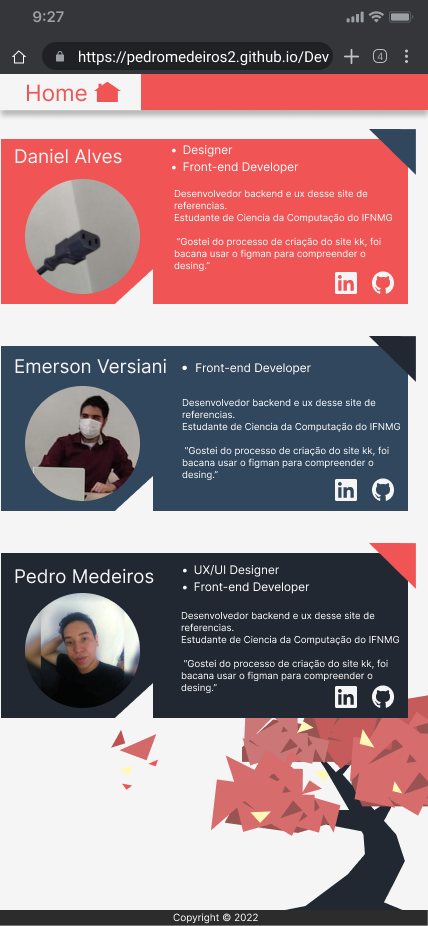 9:27
https://pedromedeiros2.github.io/Dev
4
Home
Daniel Alves
• Designer
• Front-end Developer
Desenvolvedor backend e ux desse site de
referencias.
Estudante de Ciencia da Computação do IFNMG
“Gostei do processo de criação do site kk, foi
bacana usar o figman para compreender o
desing.”
in
Emerson Versiani
• Front-end Developer
Desenvolvedor backend e ux desse site de
referencias.
Estudante de Ciencia da Computação do IFNMG
“Gostei do processo de criação do site kk, foi
bacana usar o figman para compreender o
desing.”
in
Pedro Medeiros
• UX/UI Designer
• Front-end Developer
Desenvolvedor backend e ux desse site de
referencias.
Estudante de Ciencia da Computação do IFNMG
“Gostei do processo de criação do site kk, foi
bacana usar o figman para compreender o
desing.”
in
Copyright © 2022